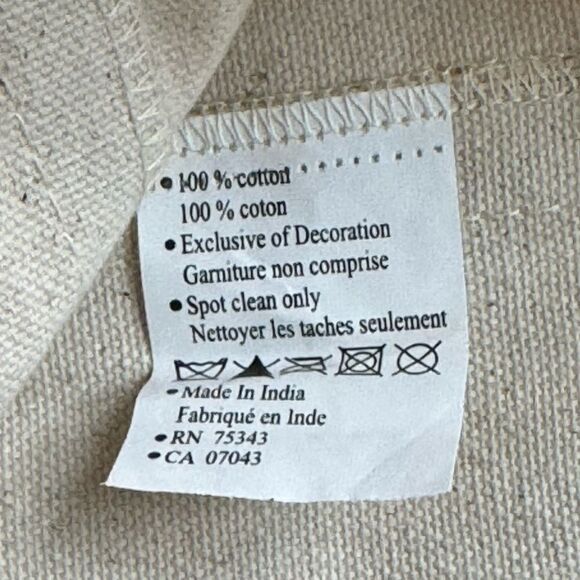 • 100 % cotton
100 % coton
• Exclusive of Decoration
Garniture non comprise
• Spot clean only
Nettoyer les taches seulement
• Made In India
Fabriqué en Inde
• RN 75343
• CA 07043